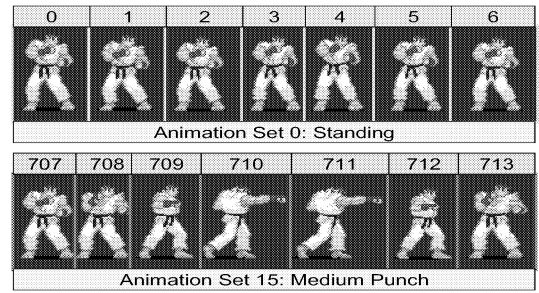 0 1 2 3 4 5 6
Animation Set 0: Standing
707 708 709 710 711 712 713
Animation Set 15: Medium Punch